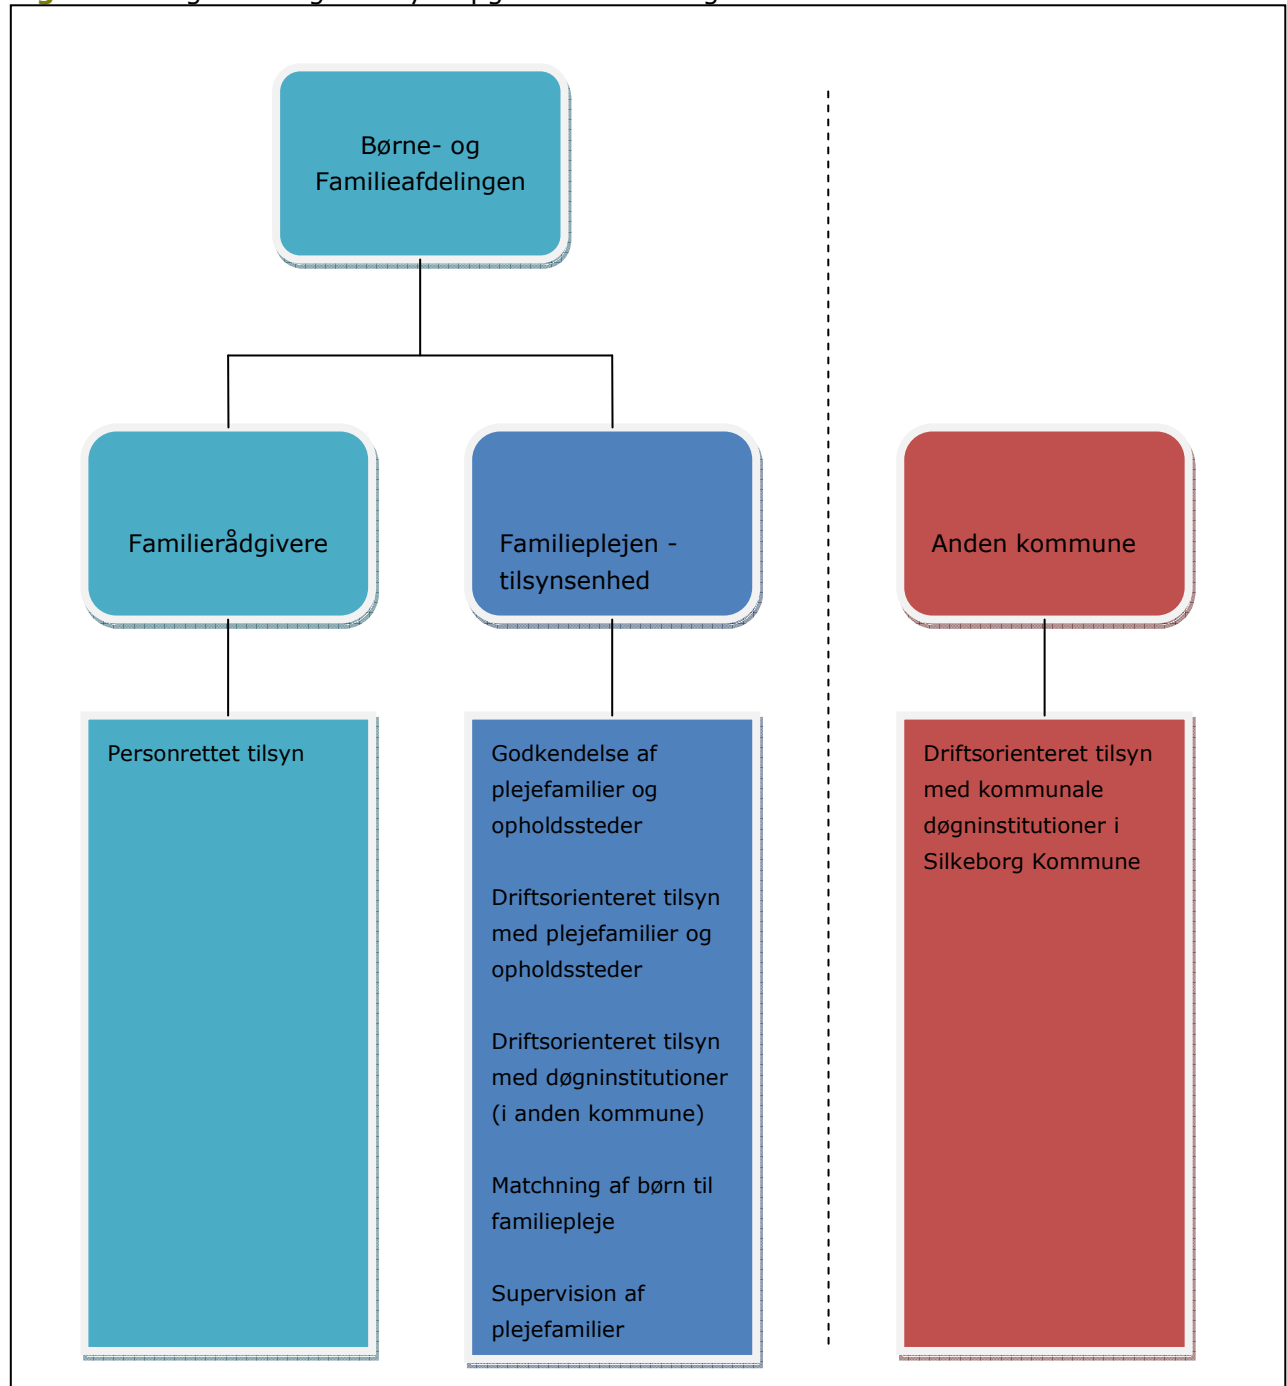 Børne- og
Familieafdelingen
Familierådgivere
Familieplejen -
tilsynsenhed
Anden kommune
Personrettet tilsyn
Godkendelse af
plejefamilier og
opholdssteder
Driftsorienteret tilsyn
med plejefamilier og
opholdssteder
Driftsorienteret tilsyn
med døgninstitutioner
(i anden kommune)
Matchning af børn til
familiepleje
Supervision af
plejefamilier
Driftsorienteret tilsyn
med kommunale
døgninstitutioner i
Silkeborg Kommune